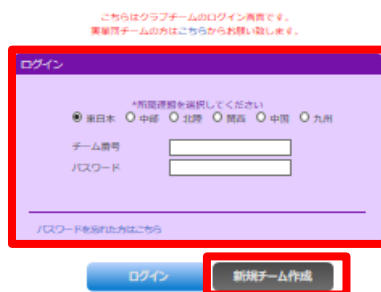 こちらはクラブチームのログイン画面です。
実業団チームの方はこちらからお願い致します。
ログイン
*所属連盟を選択してください
東日本 中部 北陸 関西 中国 九州
チーム番号
パスワード
パスワードを忘れた方はこちら
ログイン 新規チーム作成